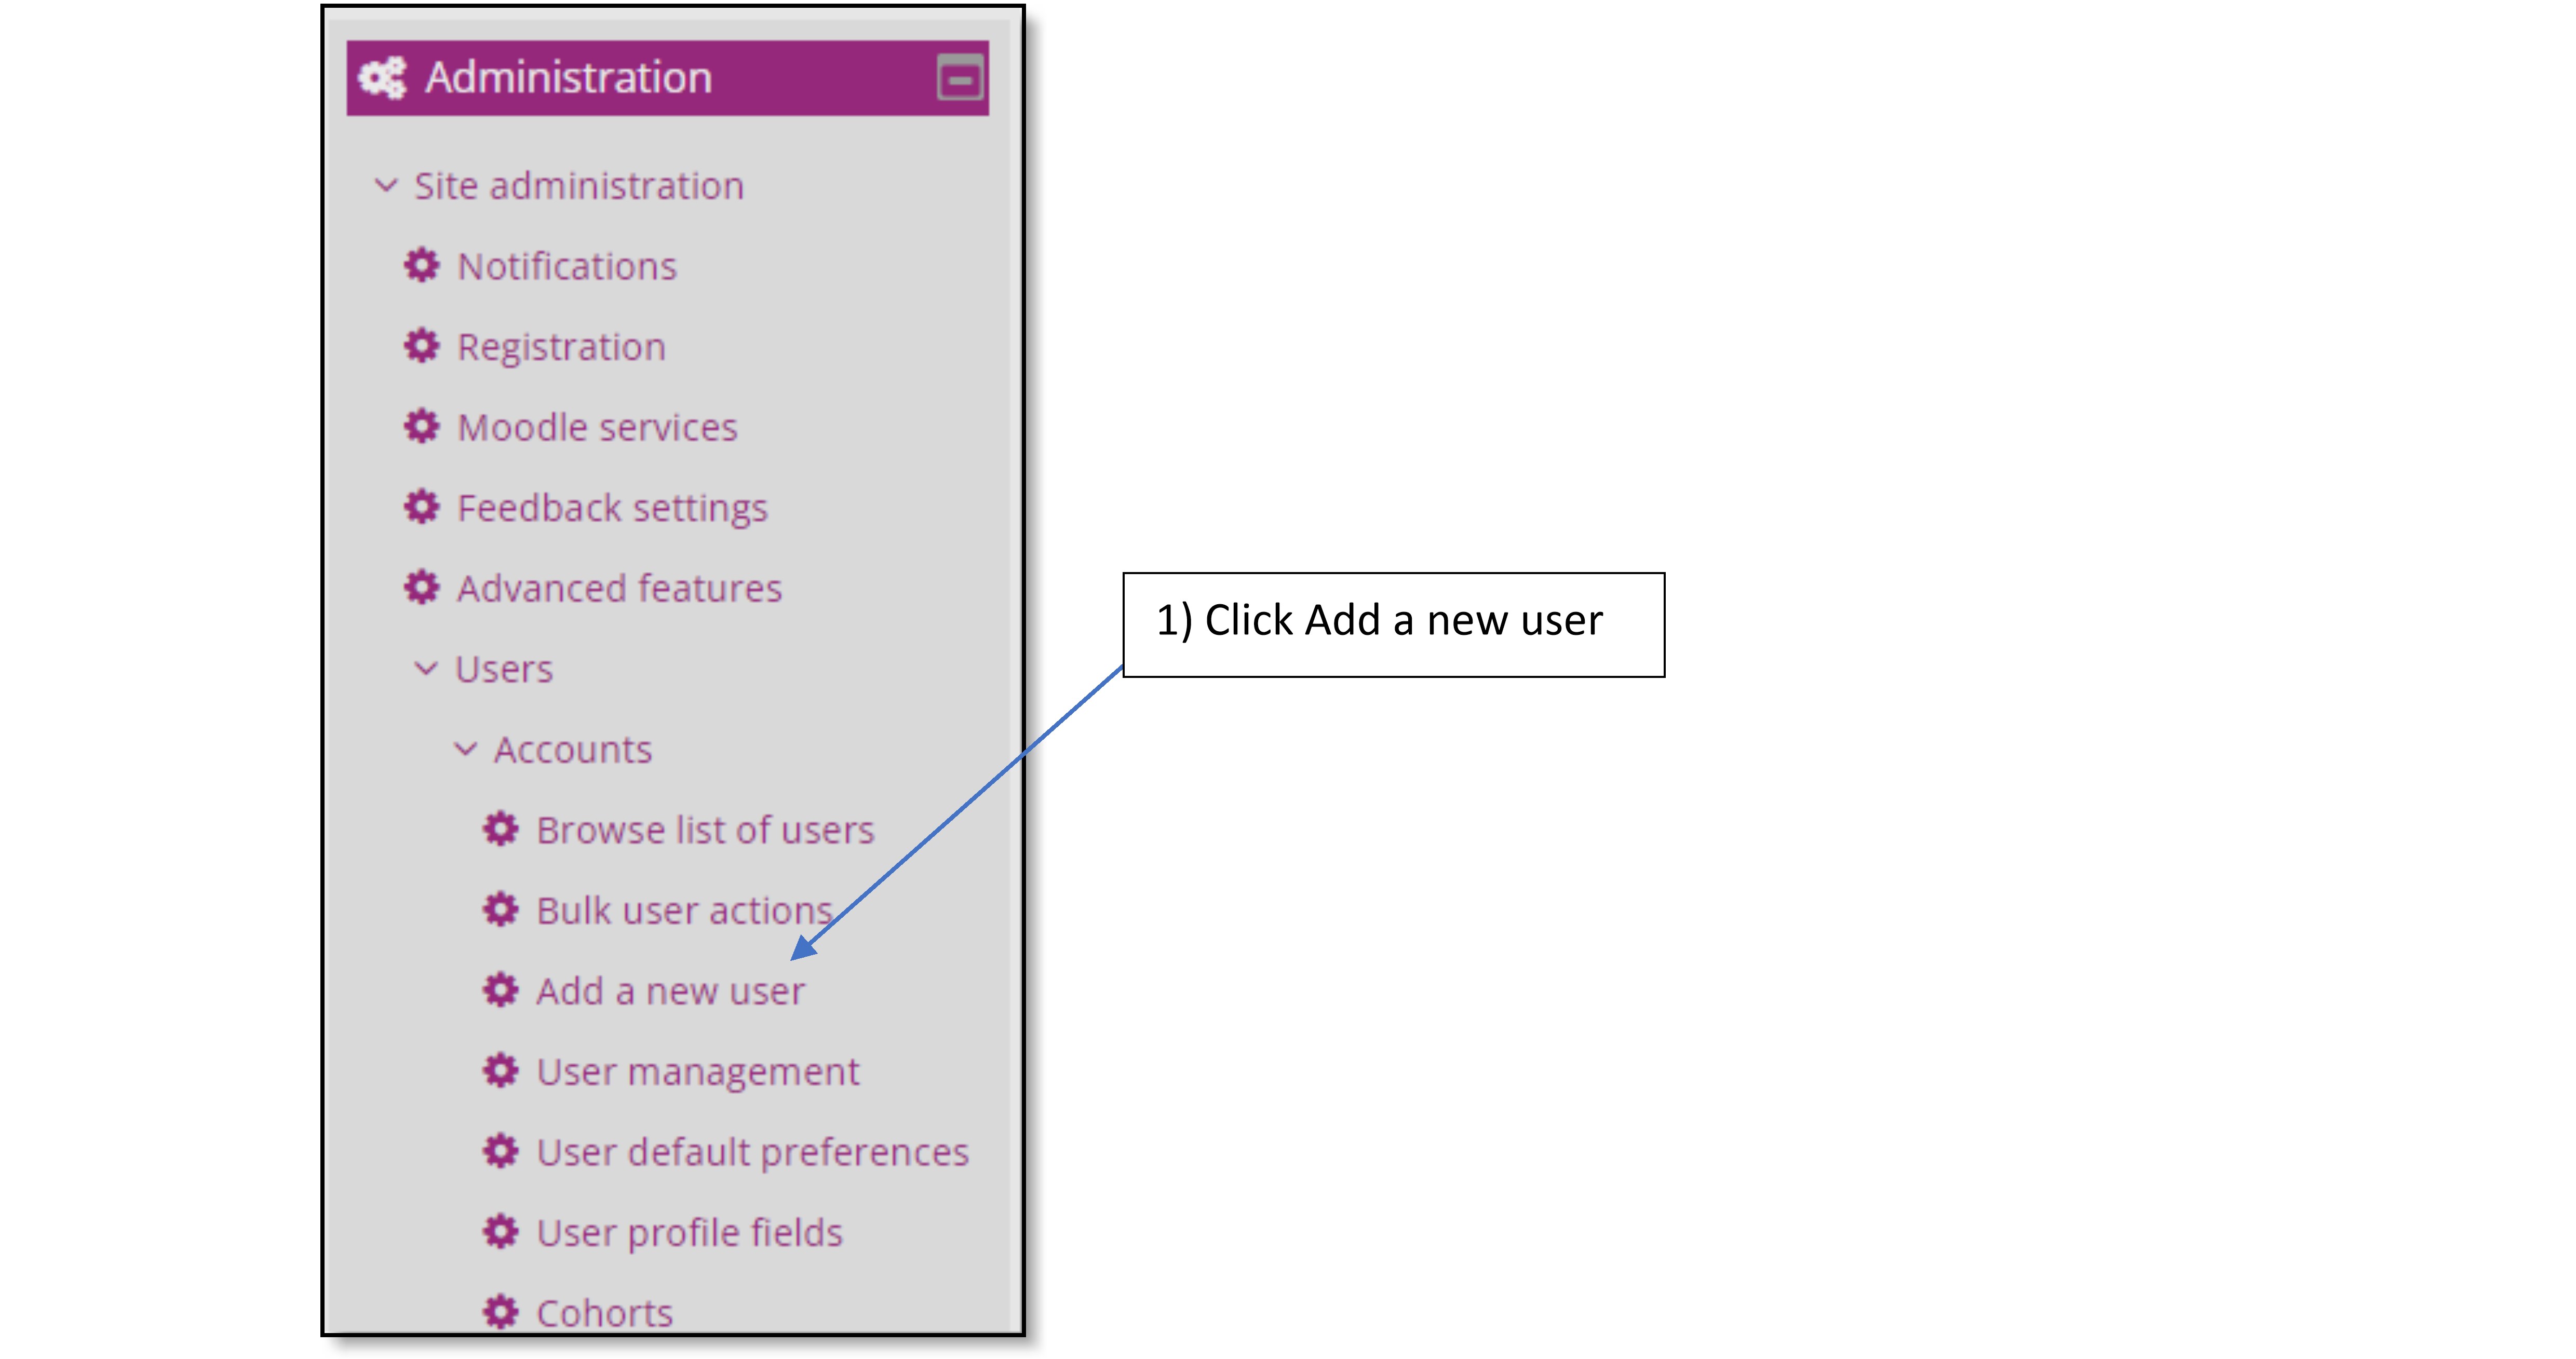 Administration
Site administration
Notifications
Registration
Moodle services
Feedback settings
Advanced features
1) Click Add a new user
Users
Accounts
Browse list of users
Bulk user actions
Add a new user
User management
User default preferences
User profile fields
Cohorts